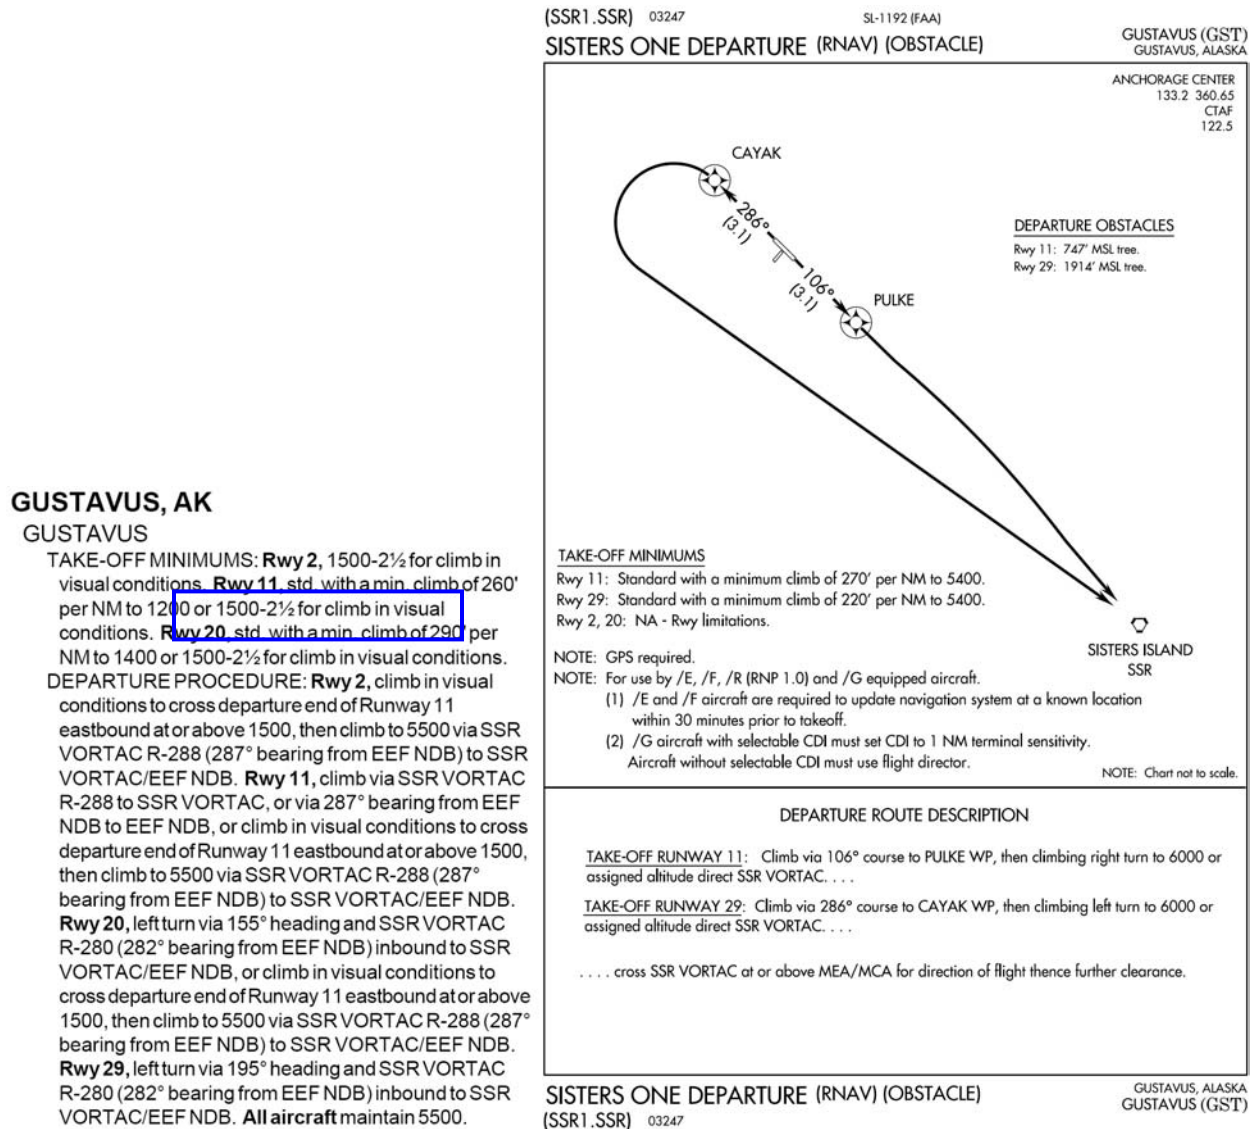 GUSTAVUS, AK
GUSTAVUS
TAKE-OFF MINIMUMS: Rwy 2, 1500-2½ for climb in
visual conditions. Rwy 11, std. with a min. climb of 260'
per NM to 1200 or 1500-2½ for climb in visual
conditions. Rwy 20, std. with a min. climb of 290' per
NM to 1400 or 1500-2½ for climb in visual conditions.
DEPARTURE PROCEDURE: Rwy 2, climb in visual
conditions to cross departure end of Runway 11
eastbound at or above 1500, then climb to 5500 via SSR
VORTAC R-288 (287° bearing from EEF NDB) to SSR
VORTAC/EEF NDB. Rwy 11, climb via SSR VORTAC
R-288 to SSR VORTAC, or via 287° bearing from EEF
NDB to EEF NDB, or climb in visual conditions to cross
departure end of Runway 11 eastbound at or above 1500,
then climb to 5500 via SSR VORTAC R-288 (287°
bearing from EEF NDB) to SSR VORTAC/EEF NDB.
Rwy 20, left turn via 155° heading and SSR VORTAC
R-280 (282° bearing from EEF NDB) inbound to SSR
VORTAC/EEF NDB, or climb in visual conditions to
cross departure end of Runway 11 eastbound at or above
1500, then climb to 5500 via SSR VORTAC R-288 (287°
bearing from EEF NDB) to SSR VORTAC/EEF NDB.
Rwy 29, left turn via 195° heading and SSR VORTAC
R-280 (282° bearing from EEF NDB) inbound to SSR
VORTAC/EEF NDB. All aircraft maintain 5500.
(SSR1.SSR) 03247
SL-1192 (FAA)
GUSTAVUS (GST)
SISTERS ONE DEPARTURE (RNAV) (OBSTACLE)
GUSTAVUS, ALASKA
ANCHORAGE CENTER
133.2 360.65
CTAF
122.5
CAYAK
286°
(3.1)
106°
(3.1)
PULKE
DEPARTURE OBSTACLES
Rwy 11: 747' MSL tree.
Rwy 29: 1914' MSL tree.
SISTERS ISLAND
SSR
TAKE-OFF MINIMUMS
Rwy 11: Standard with a minimum climb of 270' per NM to 5400.
Rwy 29: Standard with a minimum climb of 220' per NM to 5400.
Rwy 2, 20: NA - Rwy limitations.
NOTE: GPS required.
NOTE: For use by /E, /F, /R (RNP 1.0) and /G equipped aircraft.
(1) /E and /F aircraft are required to update navigation system at a known location
within 30 minutes prior to takeoff.
(2) /G aircraft with selectable CDI must set CDI to 1 NM terminal sensitivity.
Aircraft without selectable CDI must use flight director.
NOTE: Chart not to scale.
DEPARTURE ROUTE DESCRIPTION
TAKE-OFF RUNWAY 11: Climb via 106° course to PULKE WP, then climbing right turn to 6000 or
assigned altitude direct SSR VORTAC. . . .
TAKE-OFF RUNWAY 29: Climb via 286° course to CAYAK WP, then climbing left turn to 6000 or
assigned altitude direct SSR VORTAC. . . .
. . . . cross SSR VORTAC at or above MEA/MCA for direction of flight thence further clearance.
SISTERS ONE DEPARTURE (RNAV) (OBSTACLE)
(SSR1.SSR) 03247
GUSTAVUS, ALASKA
GUSTAVUS (GST)